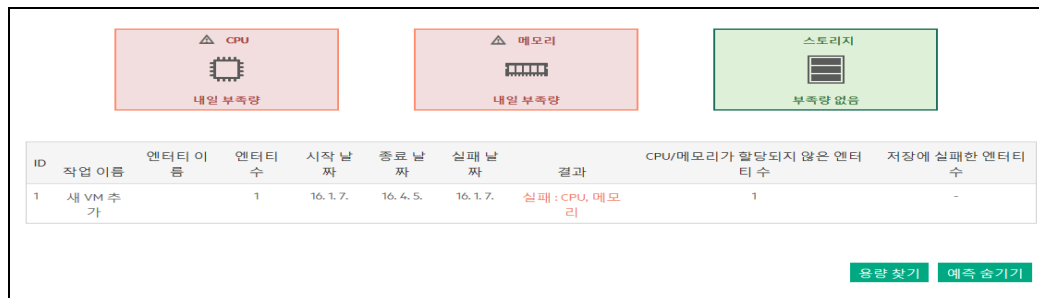 CPU
메모리
스토리지
내일 부족량
내일 부족량
부족량 없음
ID
작업 이름
엔터티 이
름
엔터티
수
시작 날
짜
종료 날
짜
실패 날
짜
결과
CPU/메모리가 할당되지 않은 엔터
티 수
저장에 실패한 엔터티
수
1
새 VM 추
가
1
16. 1. 7.
16. 4. 5.
16. 1. 7.
실패 : CPU, 메모
리
1
-
용량 찾기
예측 숨기기